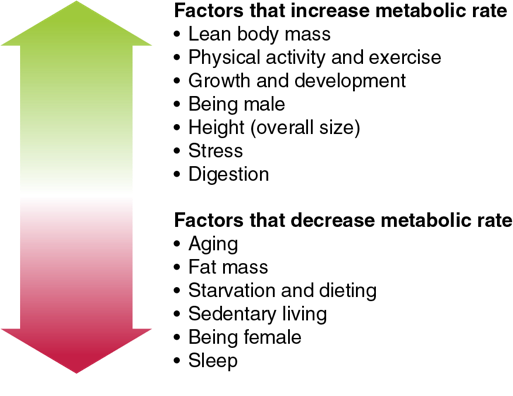 Factors that increase metabolic rate
• Lean body mass
• Physical activity and exercise
• Growth and development
• Being male
• Height (overall size)
• Stress
• Digestion
Factors that decrease metabolic rate
• Aging
• Fat mass
• Starvation and dieting
• Sedentary living
• Being female
• Sleep